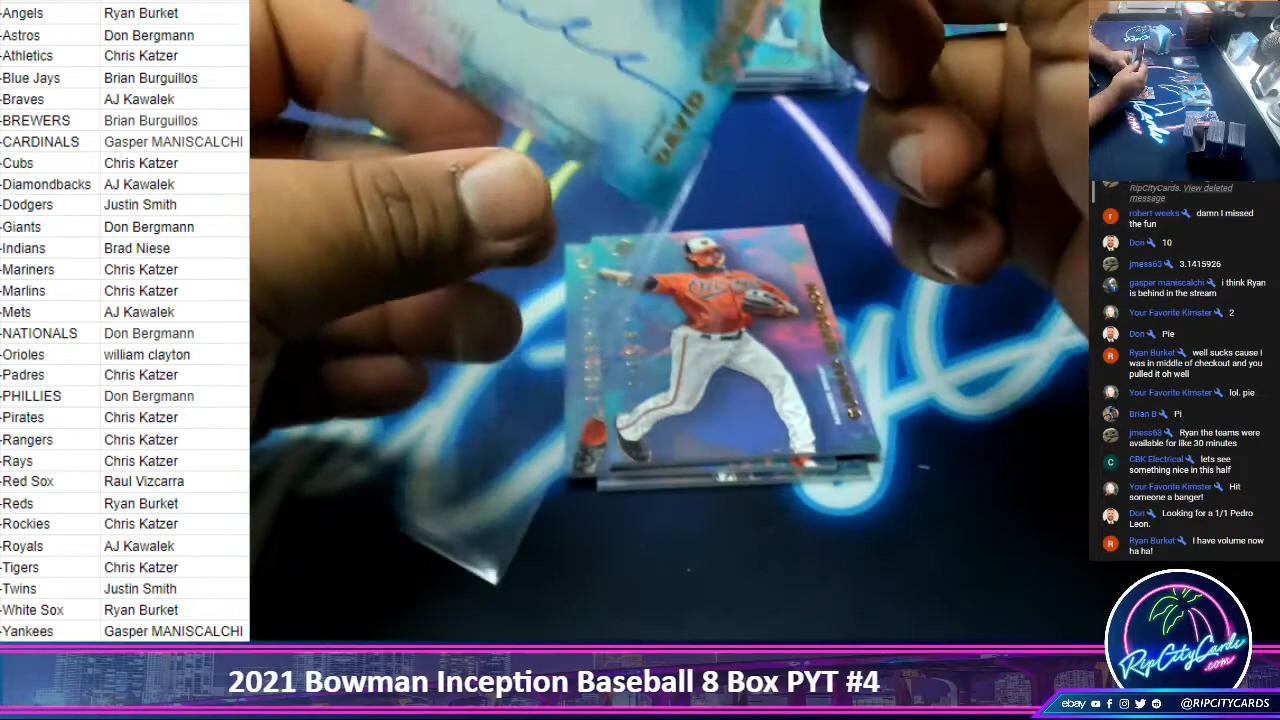 -Angels Ryan Burket
-Astros Don Bergmann
-Athletics Chris Katzer
-Blue Jays Brian Burguillos
-Braves AJ Kawalek
-BREWERS Brian Burguillos
-CARDINALS Gasper MANISCALCHI
-Cubs Chris Katzer
-Diamondbacks AJ Kawalek
-Dodgers Justin Smith
-Giants Don Bergmann
-Indians Brad Niese
-Mariners Chris Katzer
-Marlins Chris Katzer
-Mets AJ Kawalek
-NATIONALS Don Bergmann
-Orioles william clayton
-Padres Chris Katzer
-PHILLIES Don Bergmann
-Pirates Chris Katzer
-Rangers Chris Katzer
-Rays Chris Katzer
-Red Sox Raul Vizcarra
-Reds Ryan Burket
-Rockies Chris Katzer
-Royals AJ Kawalek
-Tigers Chris Katzer
-Twins Justin Smith
-White Sox Ryan Burket
-Yankees Gasper MANISCALCHI
DAVID
RipCityCards. View deleted
message
robert weeks damn I missed
the fun
Don 10
jmess63 3.1415926
gasper maniscalchi i think Ryan
is behind in the stream
Your Favorite Kimster 2
Don Pie
Ryan Burket well sucks cause i
was in middle of checkout and you
pulled it oh well
Your Favorite Kimster lol. pie
Brian B Pi
jmess63 Ryan the teams were
available for like 30 minutes
CBK Electrical lets see
something nice in this half
Your Favorite Kimster Hit
someone a banger!
Don Looking for a 1/1 Pedro
Leon.
Ryan Burket I have volume now
ha ha!
RipCityCards
.com
2021 Bowman Inception Baseball 8 Box PYT #4
ebay @RIPCITYCARDS